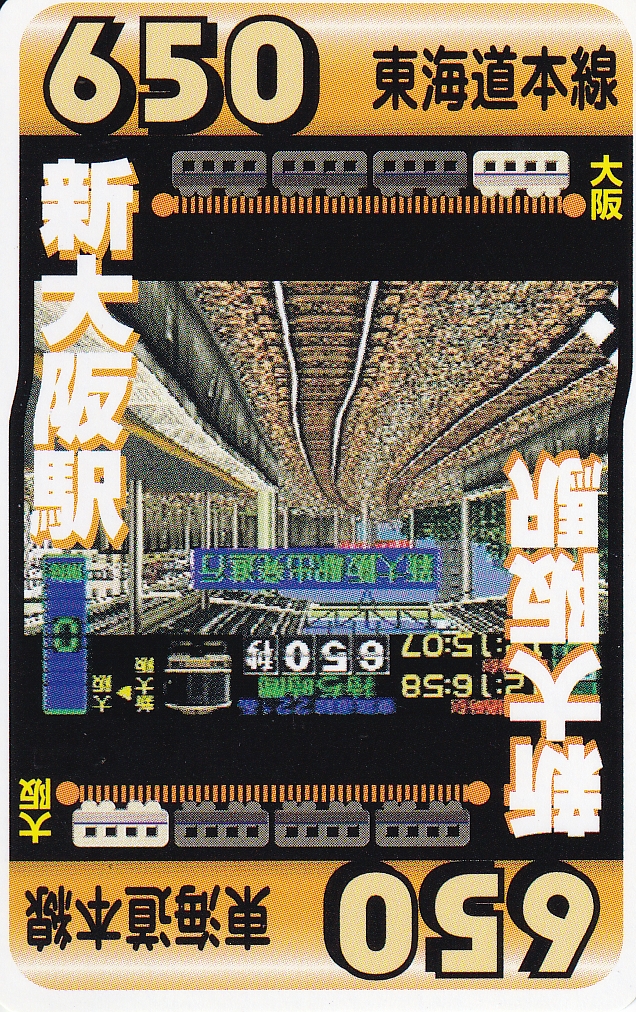 650 東海道本線
大阪
新大阪駅
2:16:58
:15:07
持ち時間
650秒
新大阪▶大阪
0
新大阪駅出発進行
新大阪駅
大阪
650 東海道本線